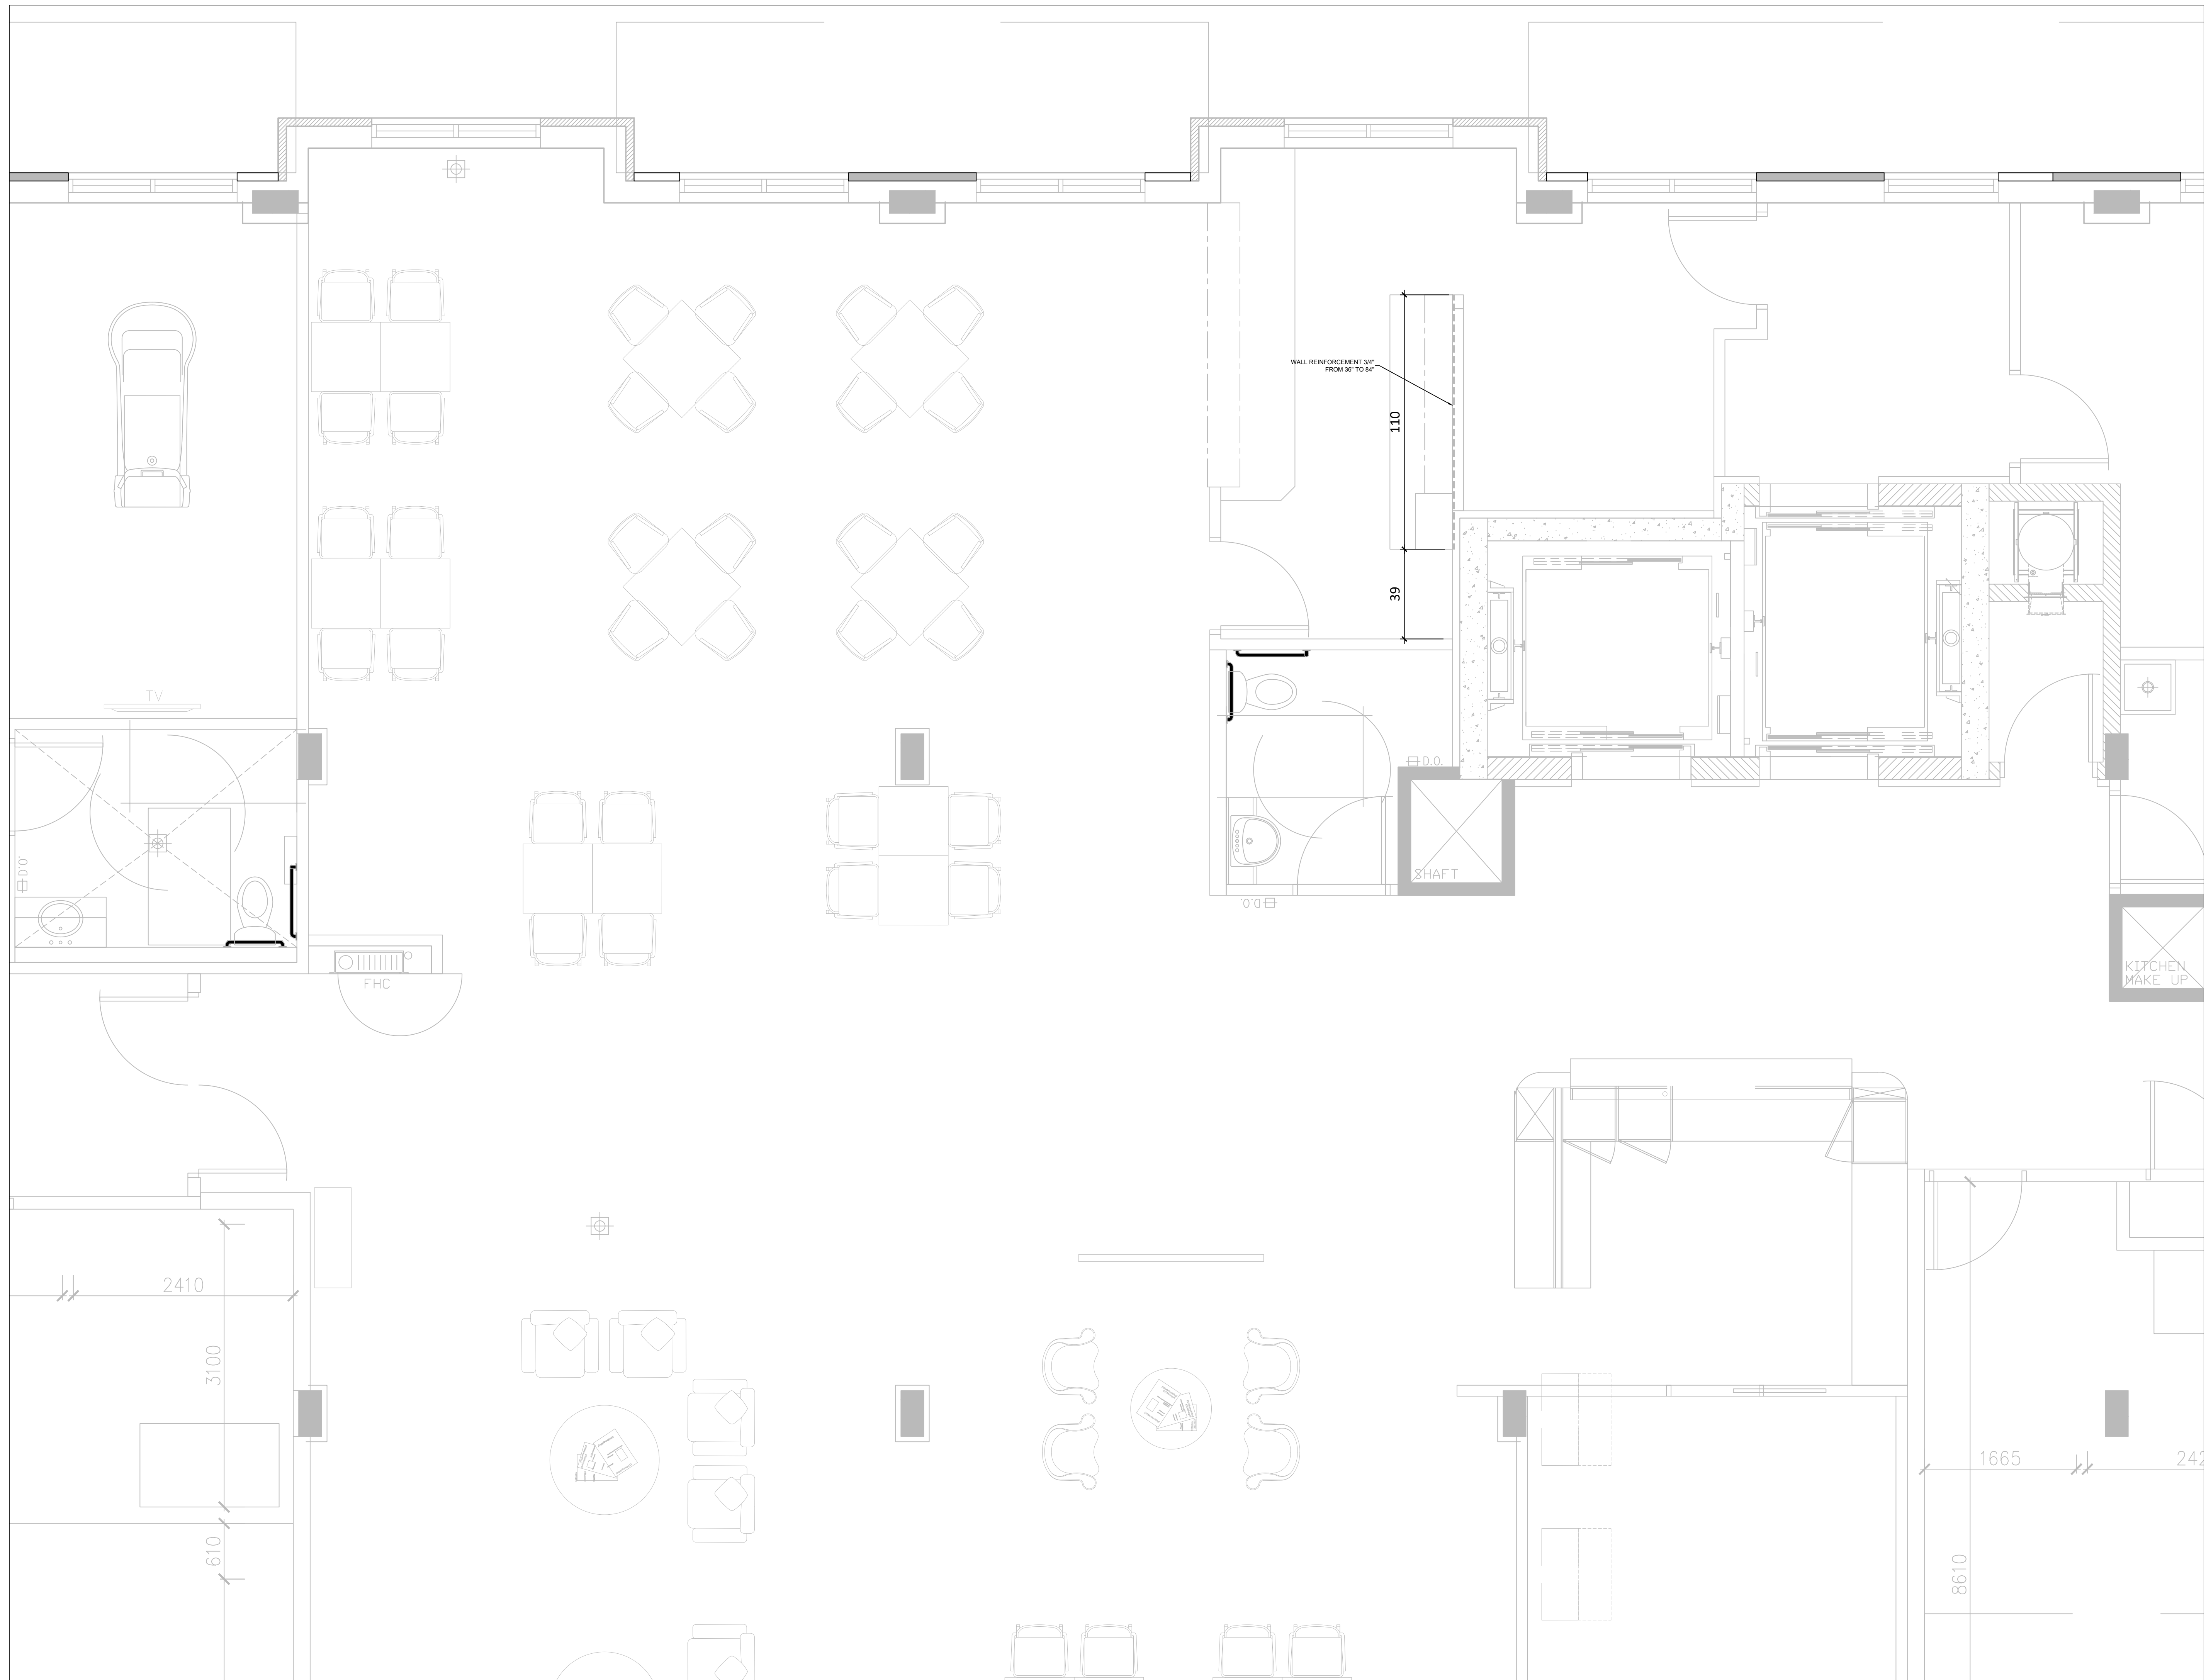 WALL REINFORCEMENT 3/4"
FROM 36" TO 84"
110
39
TV
D.O.
D.O.
SHAFT
D.O.
FHC
KITCHEN
MAKE UP
2410
3100
1665
242
610
8610